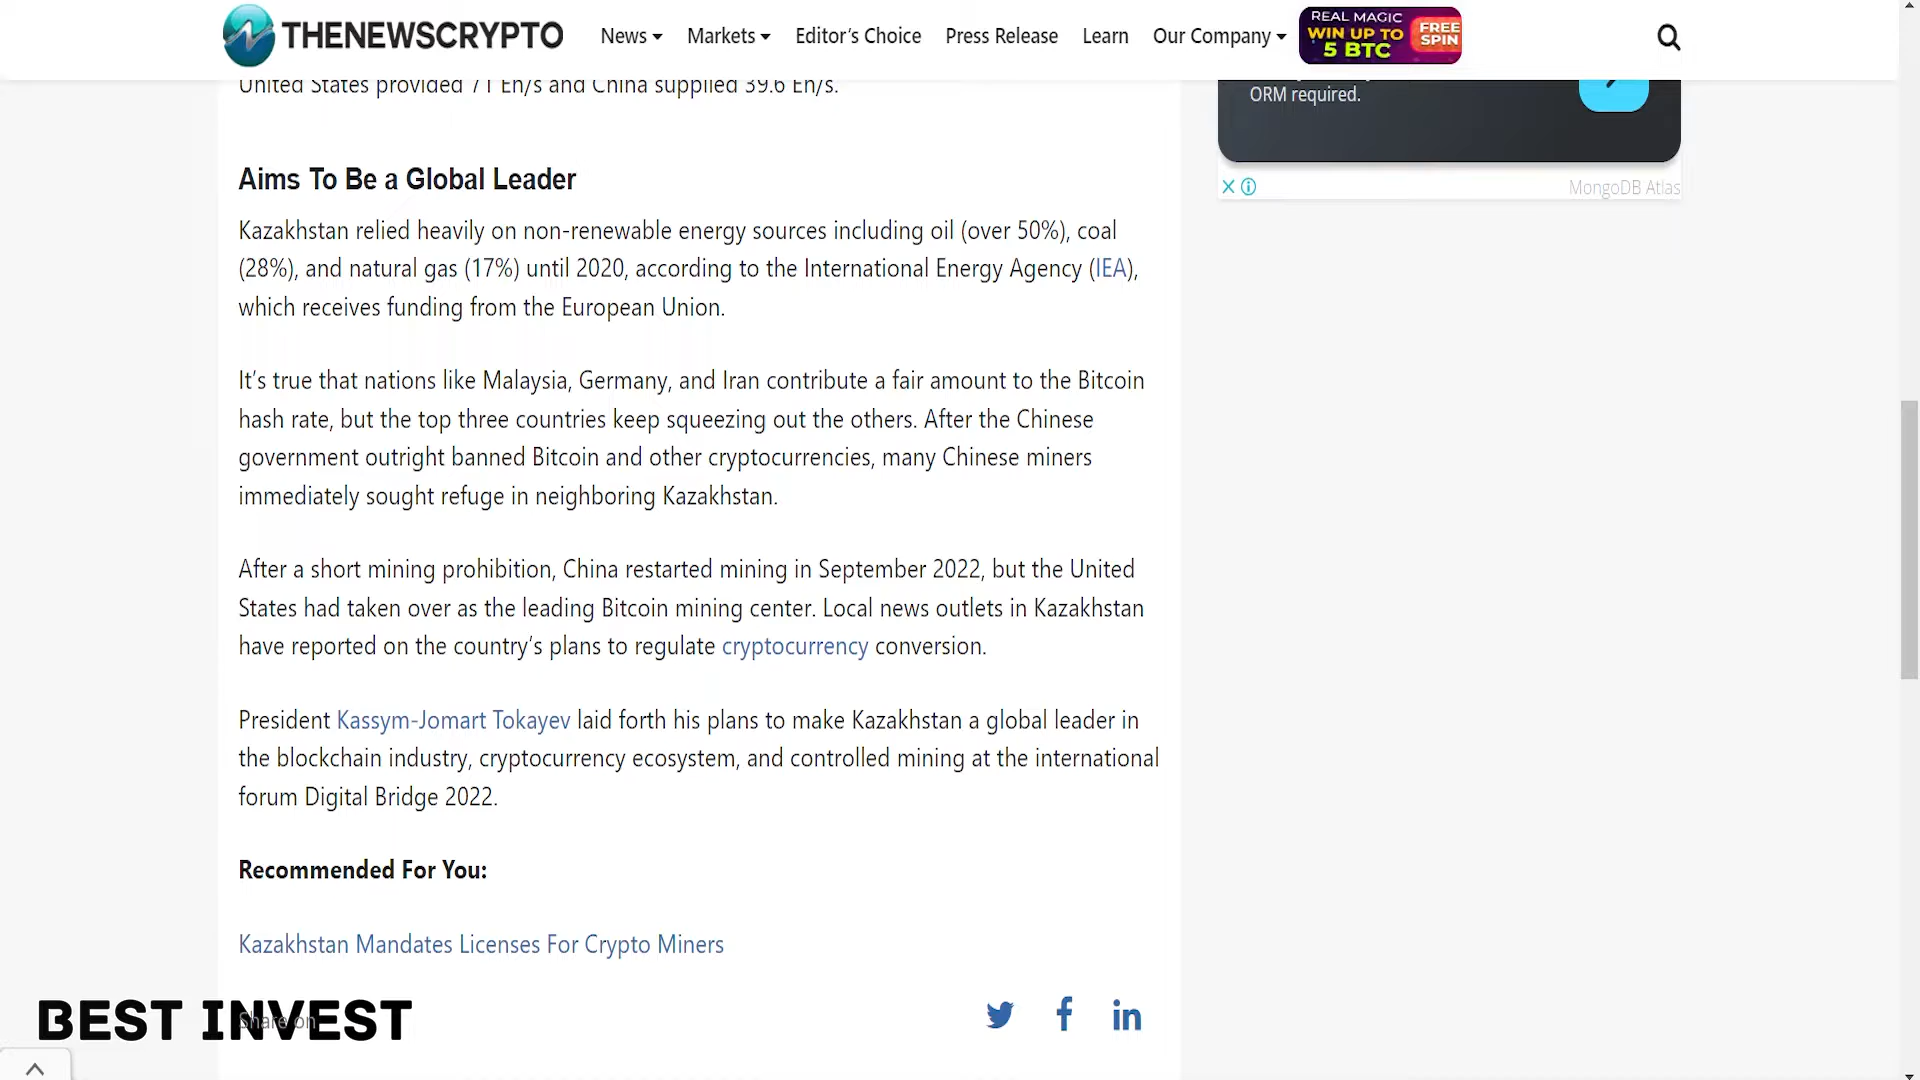 THENEWSCRYPTO
News Markets Editor's Choice Press Release Learn Our Company
REAL MAGIC
WIN UP TO
5 BTC
FREE
SPIN
United States provided 71 Eh/s and China supplied 39.6 Eh/s.
ORM required.
MongoDB Atlas
Aims To Be a Global Leader
Kazakhstan relied heavily on non-renewable energy sources including oil (over 50%), coal
(28%), and natural gas (17%) until 2020, according to the International Energy Agency (IEA),
which receives funding from the European Union.
It's true that nations like Malaysia, Germany, and Iran contribute a fair amount to the Bitcoin
hash rate, but the top three countries keep squeezing out the others. After the Chinese
government outright banned Bitcoin and other cryptocurrencies, many Chinese miners
immediately sought refuge in neighboring Kazakhstan.
After a short mining prohibition, China restarted mining in September 2022, but the United
States had taken over as the leading Bitcoin mining center. Local news outlets in Kazakhstan
have reported on the country's plans to regulate cryptocurrency conversion.
President Kassym-Jomart Tokayev laid forth his plans to make Kazakhstan a global leader in
the blockchain industry, cryptocurrency ecosystem, and controlled mining at the international
forum Digital Bridge 2022.
Recommended For You:
Kazakhstan Mandates Licenses For Crypto Miners
Share on
BEST INVEST